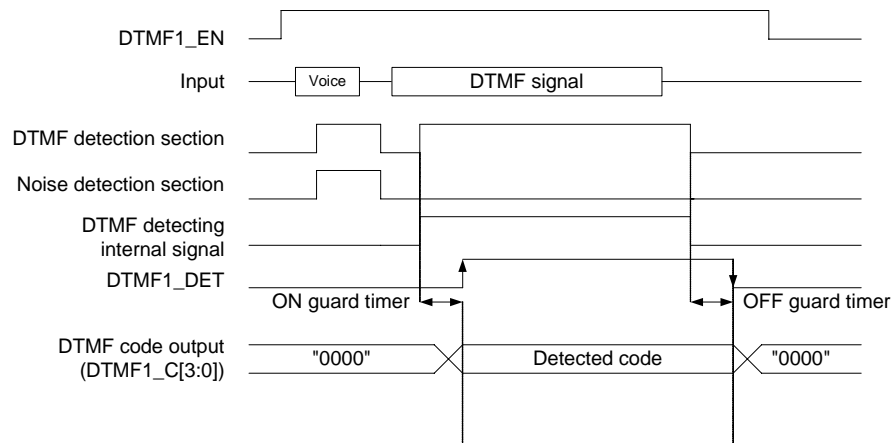 DTMF1_EN
Input
Voice
DTMF signal
DTMF detection section
Noise detection section
DTMF detecting
internal signal
DTMF1_DET
ON guard timer
OFF guard timer
DTMF code output
(DTMF1_C[3:0])
"0000"
Detected code
"0000"